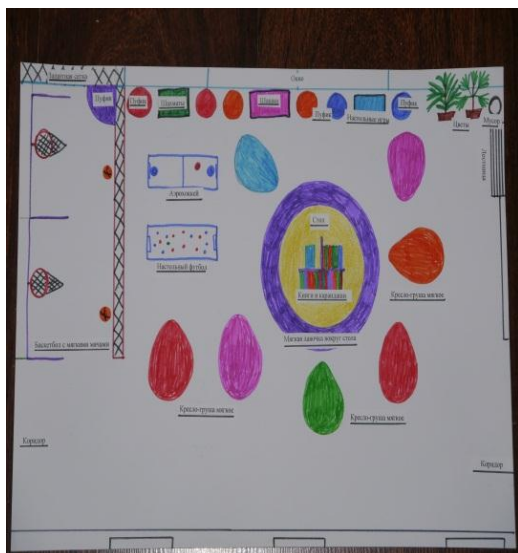 Защитная сетка
Окно
Пуфик
Пуфик
Шахматы
Шашки
Пуфик
Настольные игры
Пуфик
Цветы
Мусор
Лестница
Аэрохоккей
Настольный футбол
Стол
Книги и карандаши
Мягкая лавочка вокруг стола
Кресло-груша мягкое
Баскетбол с мягкими мячами
Кресло-груша мягкое
Кресло-груша мягкое
Коридор
Коридор